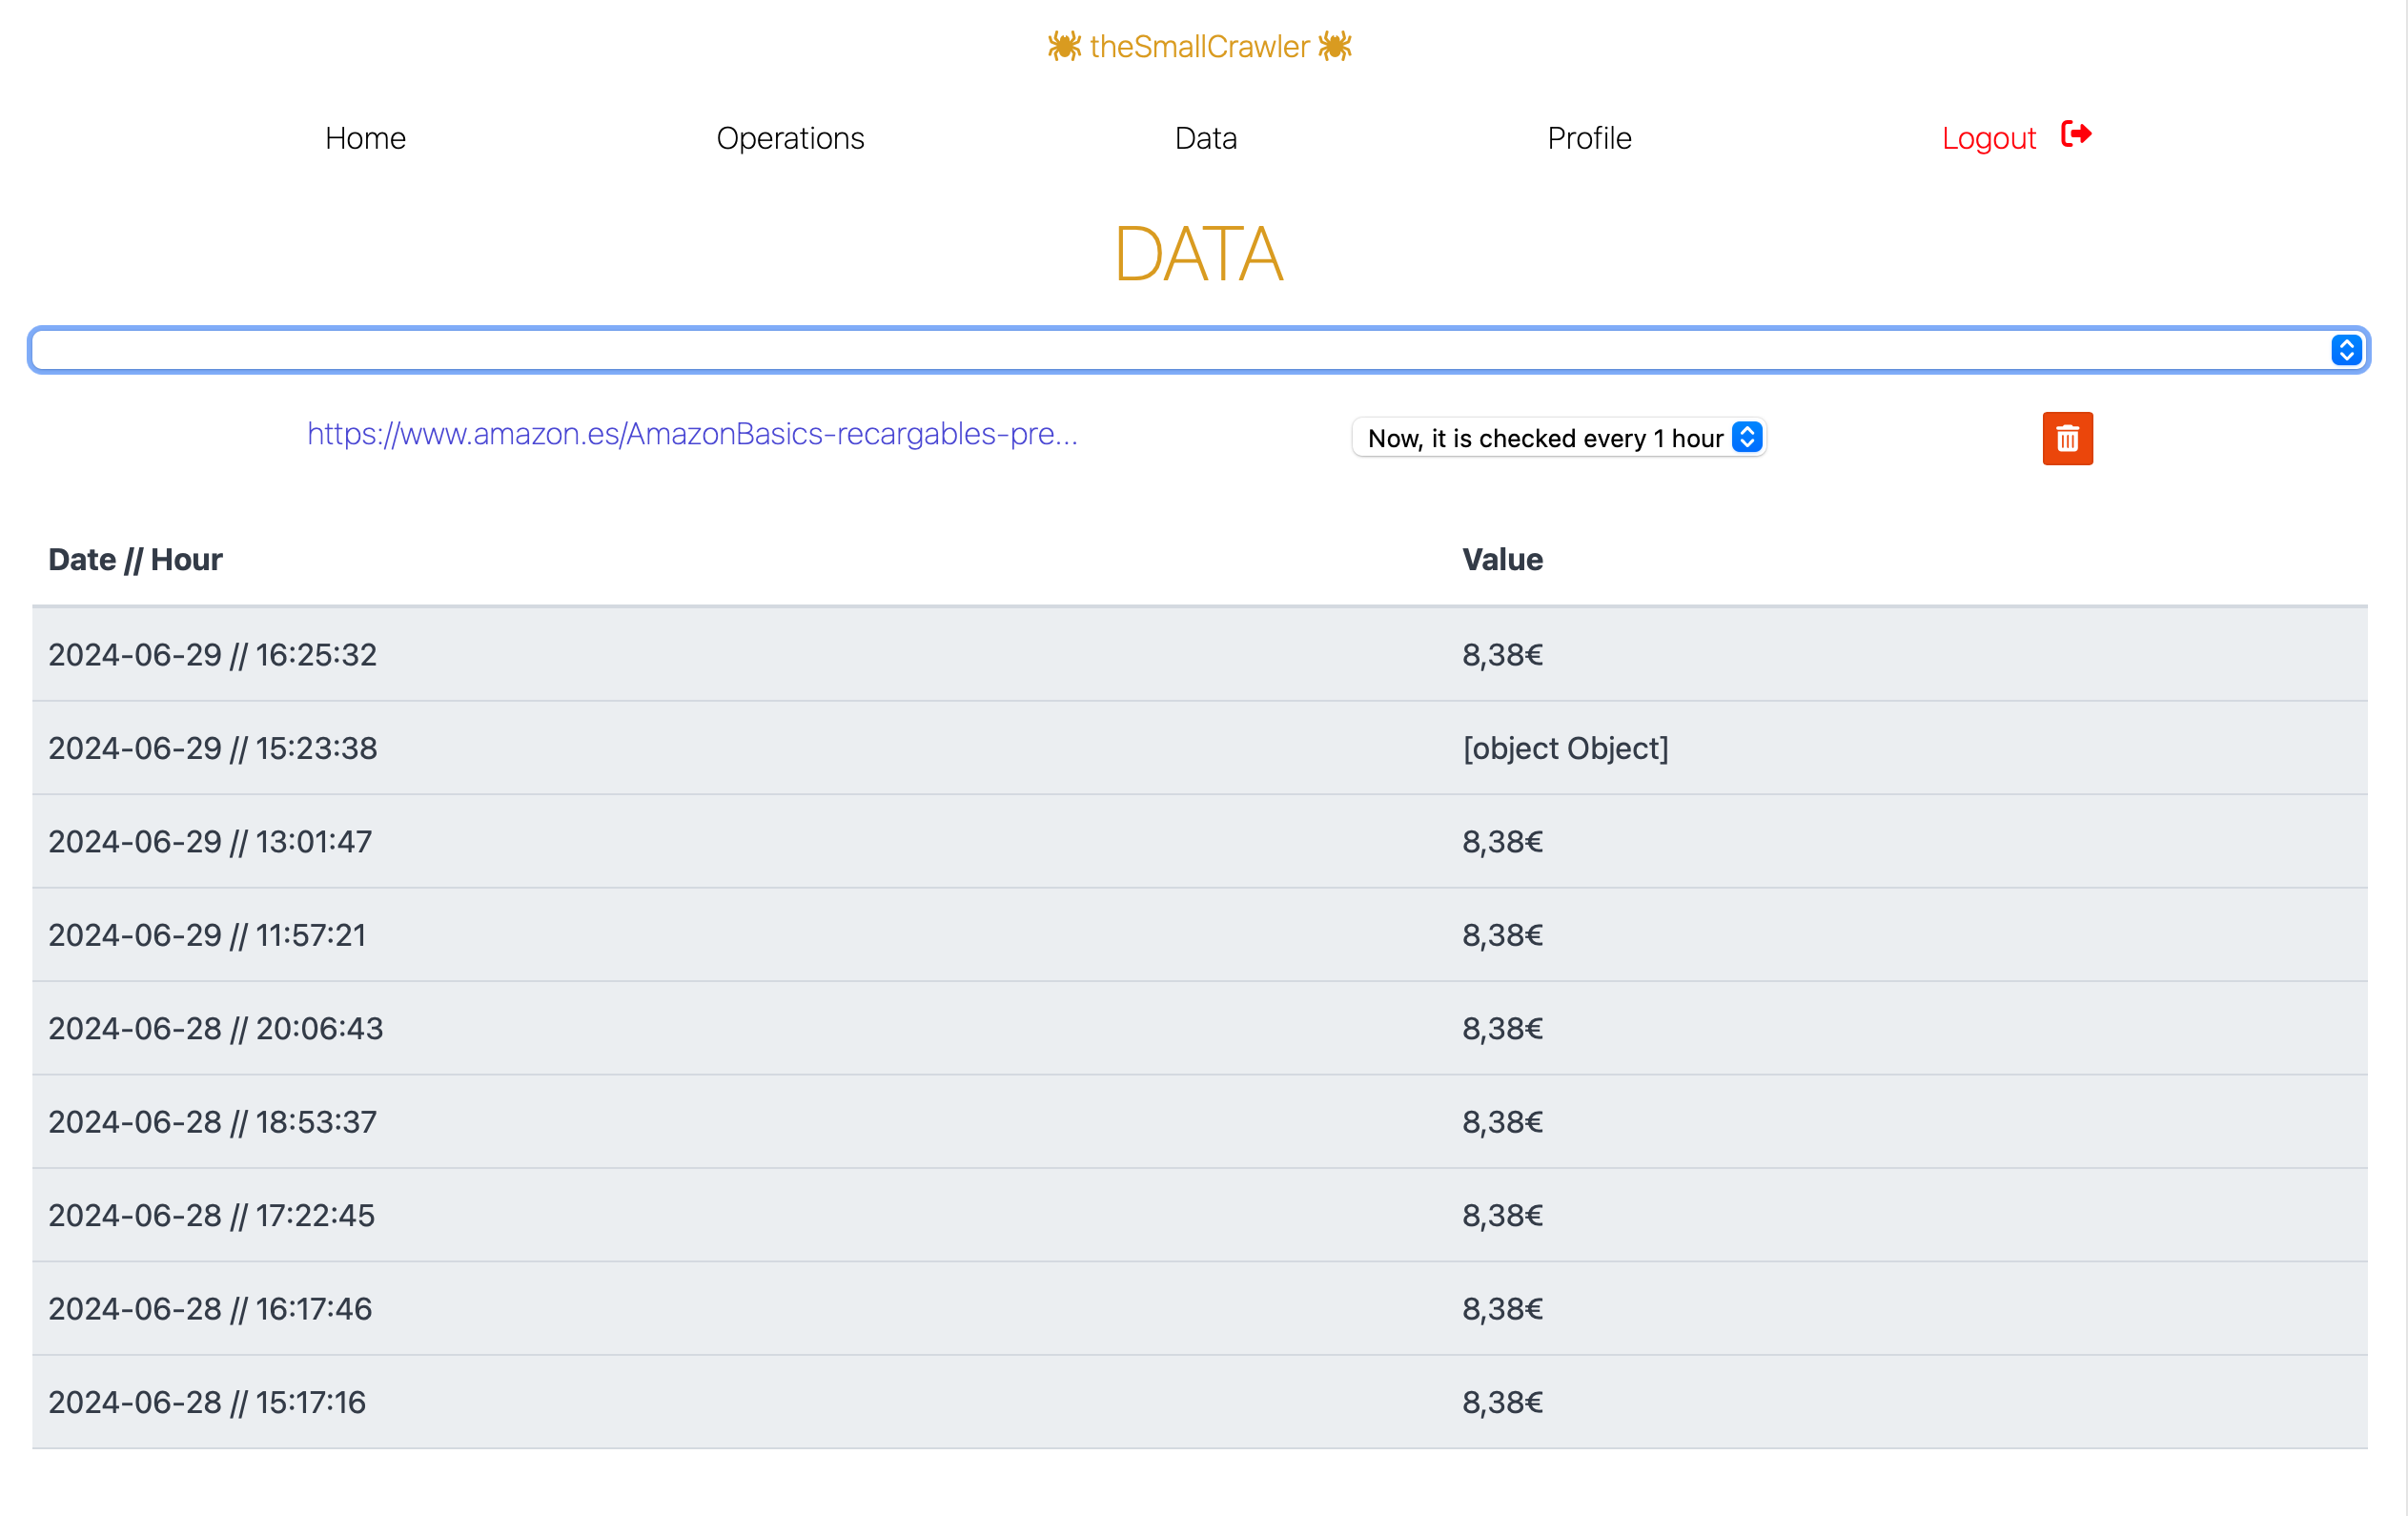 theSmallCrawler
Home Operations Data Profile Logout
DATA
https://www.amazon.es/AmazonBasics-recargables-pre... Now, it is checked every 1 hour
Date // Hour Value
2024-06-29 // 16:25:32 8,38€
2024-06-29 // 15:23:38 [object Object]
2024-06-29 // 13:01:47 8,38€
2024-06-29 // 11:57:21 8,38€
2024-06-28 // 20:06:43 8,38€
2024-06-28 // 18:53:37 8,38€
2024-06-28 // 17:22:45 8,38€
2024-06-28 // 16:17:46 8,38€
2024-06-28 // 15:17:16 8,38€